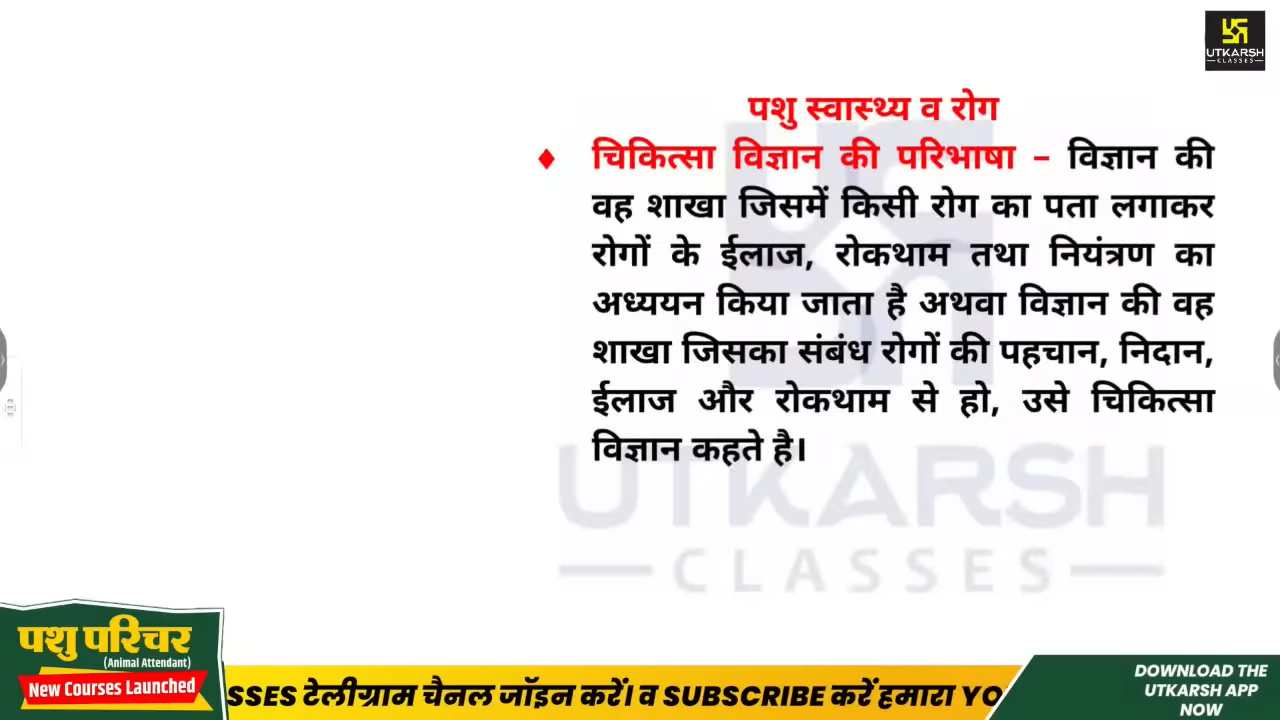 UTKARSH
CLASSES
पशु स्वास्थ्य व रोग
♦ चिकित्सा विज्ञान की परिभाषा – विज्ञान की
वह शाखा जिसमें किसी रोग का पता लगाकर
रोगों के ईलाज, रोकथाम तथा नियंत्रण का
अध्ययन किया जाता है अथवा विज्ञान की वह
शाखा जिसका संबंध रोगों की पहचान, निदान,
ईलाज और रोकथाम से हो, उसे चिकित्सा
विज्ञान कहते है।
UTKARSH
CLASSES
पशु परिचर
(Animal Attendant)
New Courses Launched
SSES टेलीग्राम चैनल जॉइन करें। व SUBSCRIBE करें हमारा YO
DOWNLOAD THE
UTKARSH APP
NOW